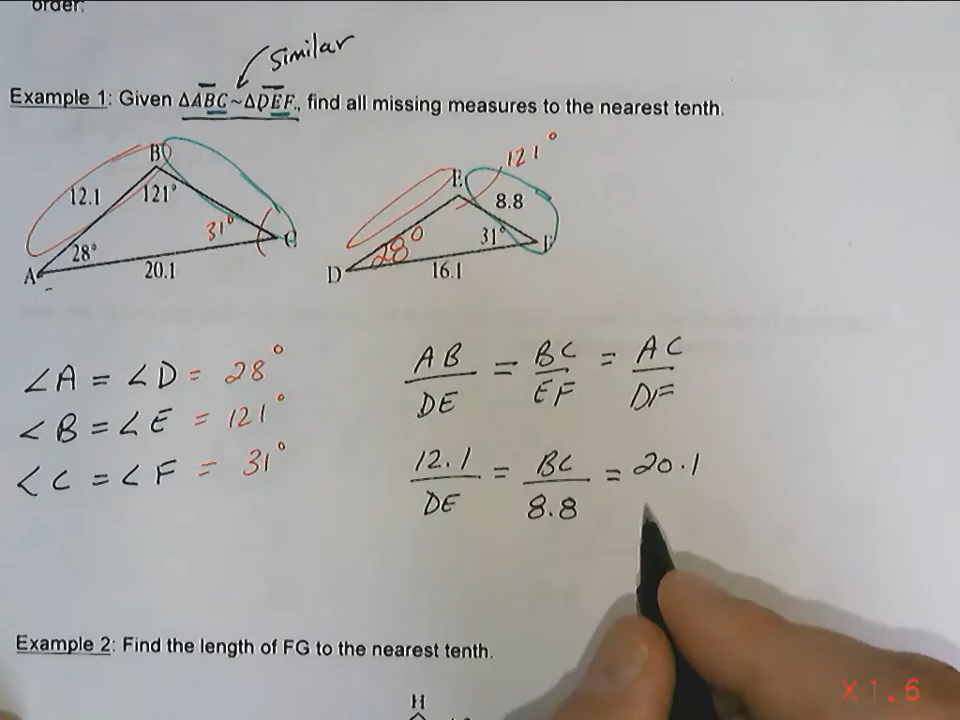 order:
similar
Example 1: Given ΔABC~ΔDEF, find all missing measures to the nearest tenth.
B
12.1
121°
31°
C
28°
A
20.1
121°
E
8.8
28°
31°
F
D
16.1
∠A = ∠D = 28°
∠B = ∠E = 121°
∠C = ∠F = 31°
AB/DE = BC/EF = AC/DF
12.1/DE = BC/8.8 = 20.1
Example 2: Find the length of FG to the nearest tenth.
H
X1.6